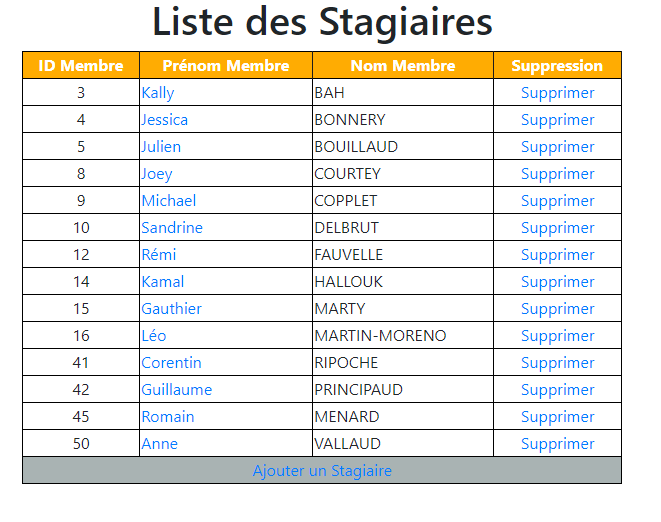 Liste des Stagiaires
ID Membre Prénom Membre Nom Membre Suppression
3 Kally BAH Supprimer
4 Jessica BONNERY Supprimer
5 Julien BOUILLAUD Supprimer
8 Joey COURTEY Supprimer
9 Michael COPPLET Supprimer
10 Sandrine DELBRUT Supprimer
12 Rémi FAUVELLE Supprimer
14 Kamal HALLOUK Supprimer
15 Gauthier MARTY Supprimer
16 Léo MARTIN-MORENO Supprimer
41 Corentin RIPOCHE Supprimer
42 Guillaume PRINCIPAUD Supprimer
45 Romain MENARD Supprimer
50 Anne VALLAUD Supprimer
Ajouter un Stagiaire